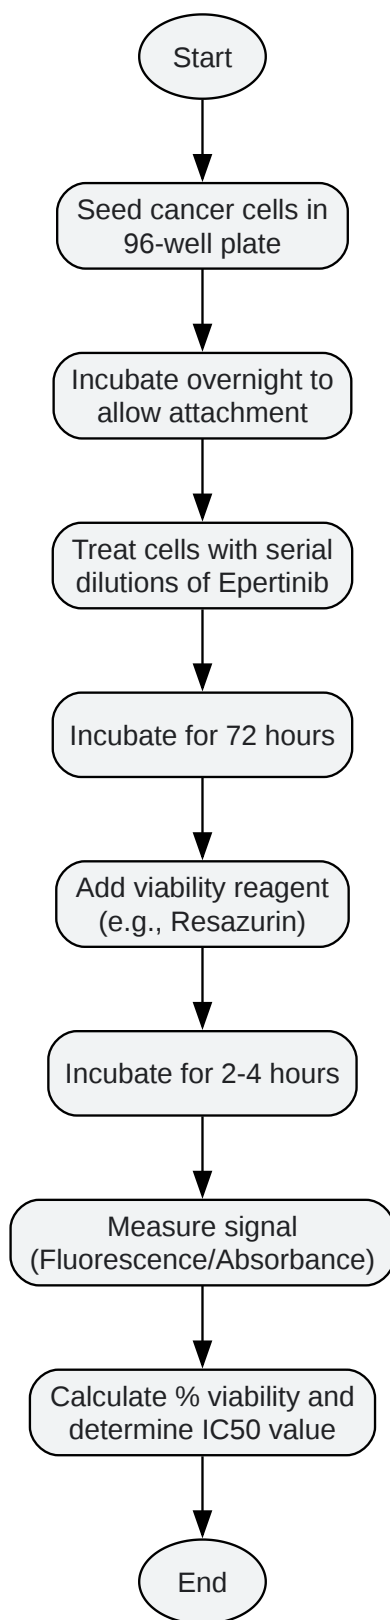 Start
Seed cancer cells in
96-well plate
Incubate overnight to
allow attachment
Treat cells with serial
dilutions of Epertinib
Incubate for 72 hours
Add viability reagent
(e.g., Resazurin)
Incubate for 2-4 hours
Measure signal
(Fluorescence/Absorbance)
Calculate % viability and
determine IC50 value
End